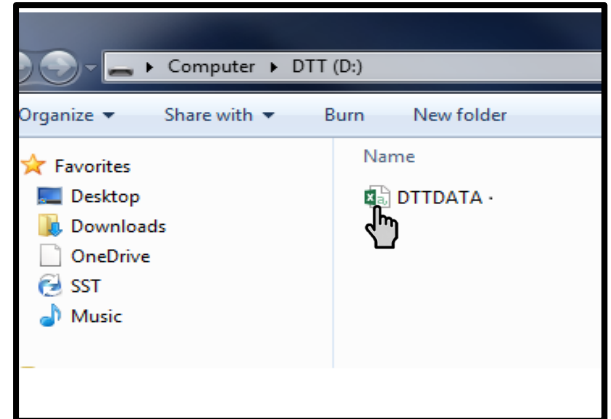 Computer DTT (D:)
Organize Share with Burn New folder
Favorites
Desktop
Downloads
OneDrive
SST
Music
Name
DTTDATA